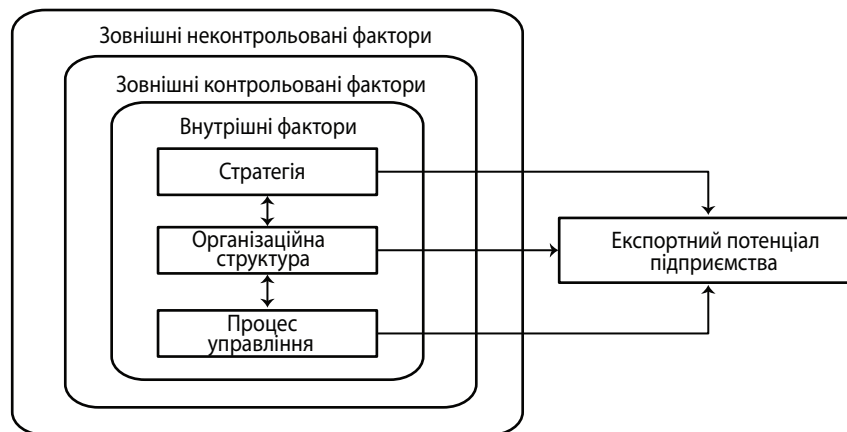 Зовнішні неконтрольовані фактори
Зовнішні контрольовані фактори
Внутрішні фактори
Стратегія
Організаційна
структура
Процес
управління
Експортний потенціал
підприємства